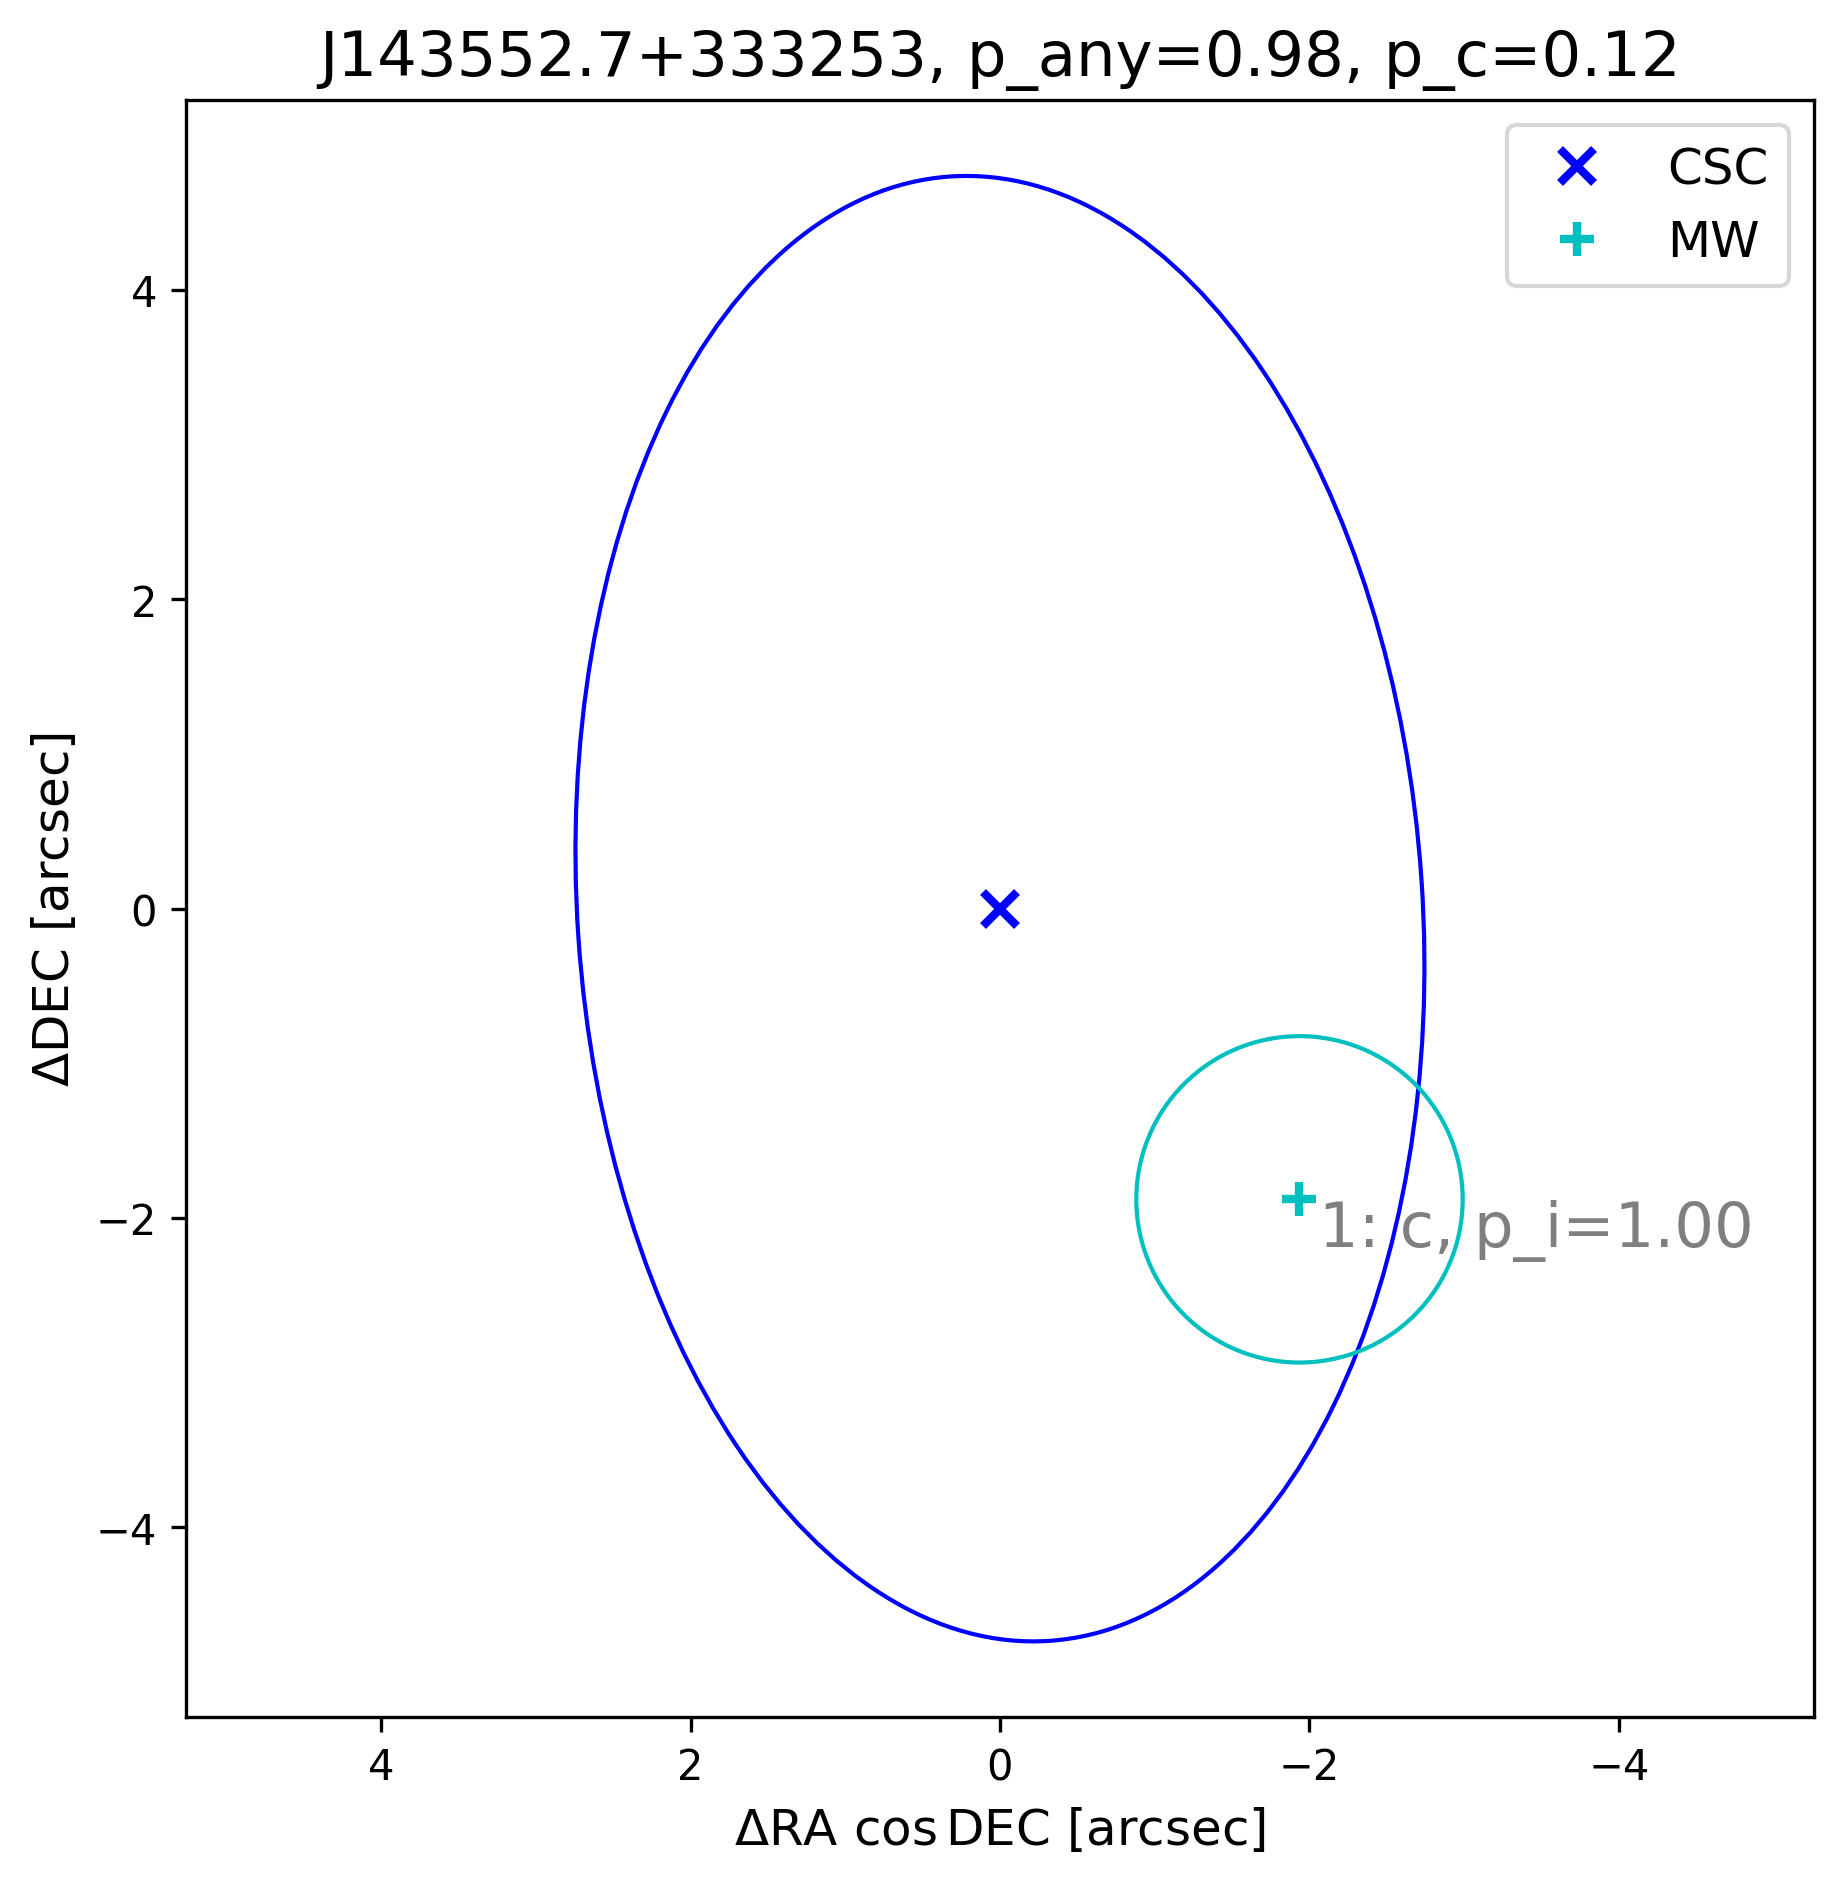 J143552.7+333253, p_any=0.98, p_c=0.12
CSC
MW
4
2
0
−2
−4
ΔDEC [arcsec]
1: c, p_i=1.00
4 2 0 −2 −4
ΔRA cos DEC [arcsec]